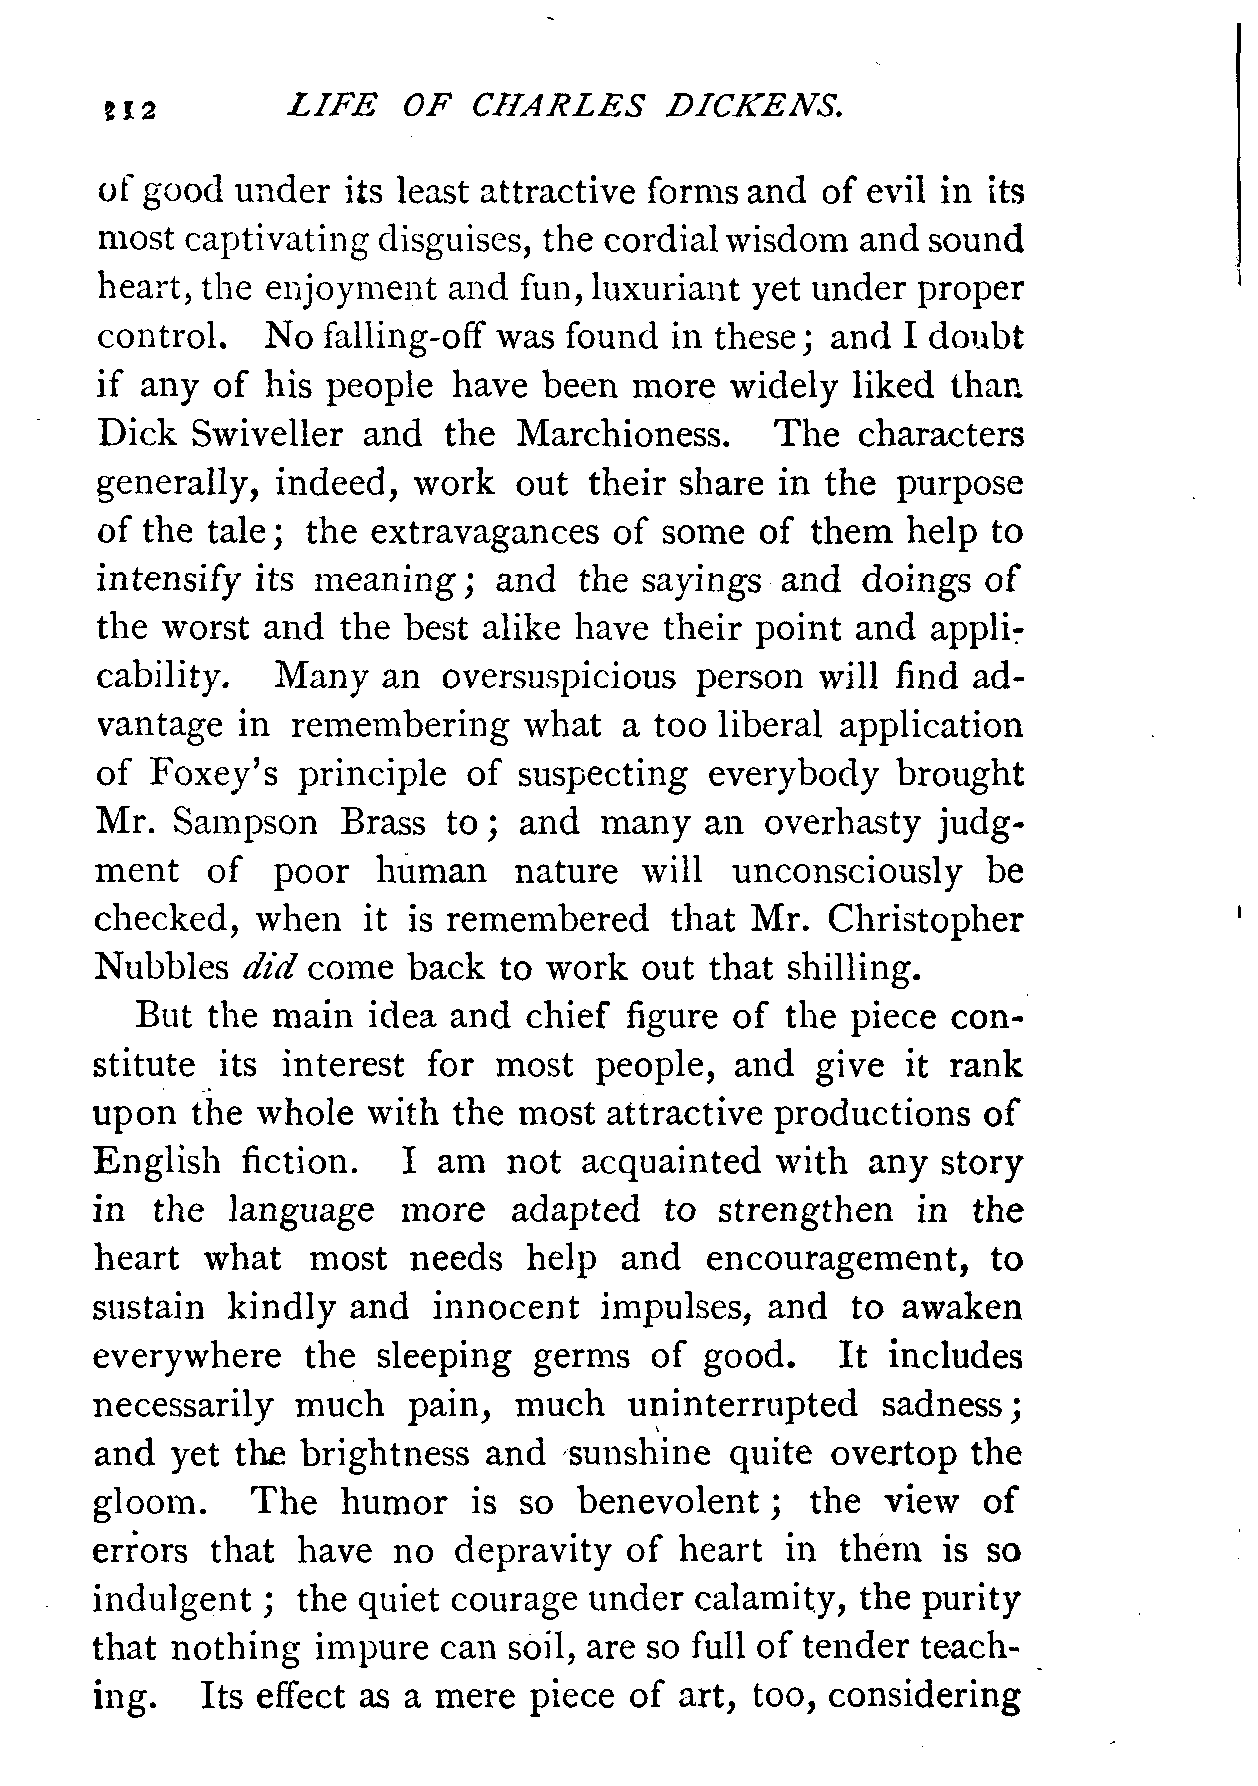 212 LIFE OF CHARLES DICKENS.
of good under its least attractive forms and of evil in its
most captivating disguises, the cordial wisdom and sound
heart, the enjoyment and fun, luxuriant yet under proper
control. No falling-off was found in these; and I doubt
if any of his people have been more widely liked than
Dick Swiveller and the Marchioness. The characters
generally, indeed, work out their share in the purpose
of the tale; the extravagances of some of them help to
intensify its meaning; and the sayings and doings of
the worst and the best alike have their point and appli-
cability. Many an oversuspicious person will find ad-
vantage in remembering what a too liberal application
of Foxey's principle of suspecting everybody brought
Mr. Sampson Brass to; and many an overhasty judg-
ment of poor human nature will unconsciously be
checked, when it is remembered that Mr. Christopher
Nubbles did come back to work out that shilling.
But the main idea and chief figure of the piece con-
stitute its interest for most people, and give it rank
upon the whole with the most attractive productions of
English fiction. I am not acquainted with any story
in the language more adapted to strengthen in the
heart what most needs help and encouragement, to
sustain kindly and innocent impulses, and to awaken
everywhere the sleeping germs of good. It includes
necessarily much pain, much uninterrupted sadness;
and yet the brightness and sunshine quite overtop the
gloom. The humor is so benevolent; the view of
errors that have no depravity of heart in them is so
indulgent; the quiet courage under calamity, the purity
that nothing impure can soil, are so full of tender teach-
ing. Its effect as a mere piece of art, too, considering